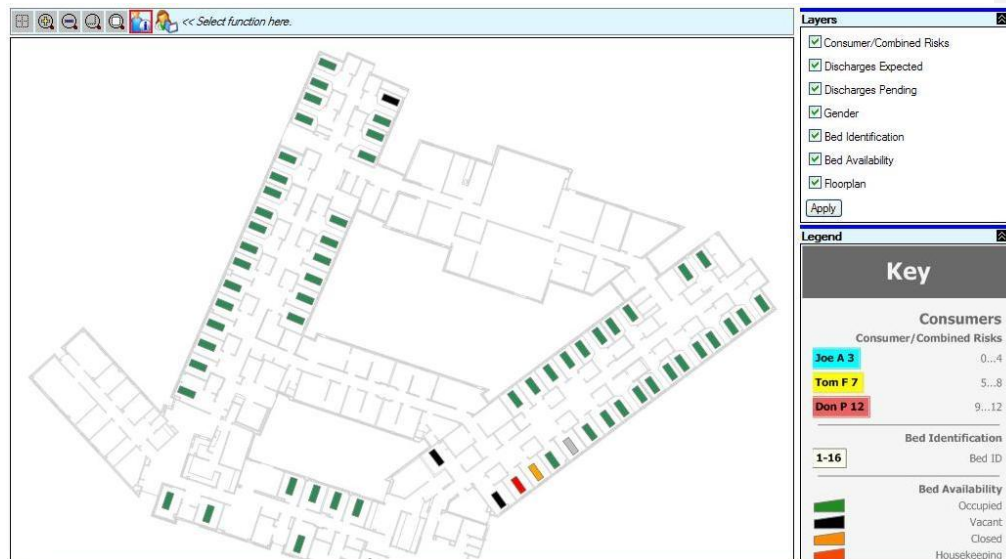 << Select function here.
Layers
Consumer/Combined Risks
Discharges Expected
Discharges Pending
Gender
Bed Identification
Bed Availability
Floorplan
Apply
Legend
Key
Consumers
Consumer/Combined Risks
Joe A 3 0...4
Tom F 7 5...8
Don P 12 9...12
Bed Identification
1-16 Bed ID
Bed Availability
Occupied
Vacant
Closed
Housekeeping